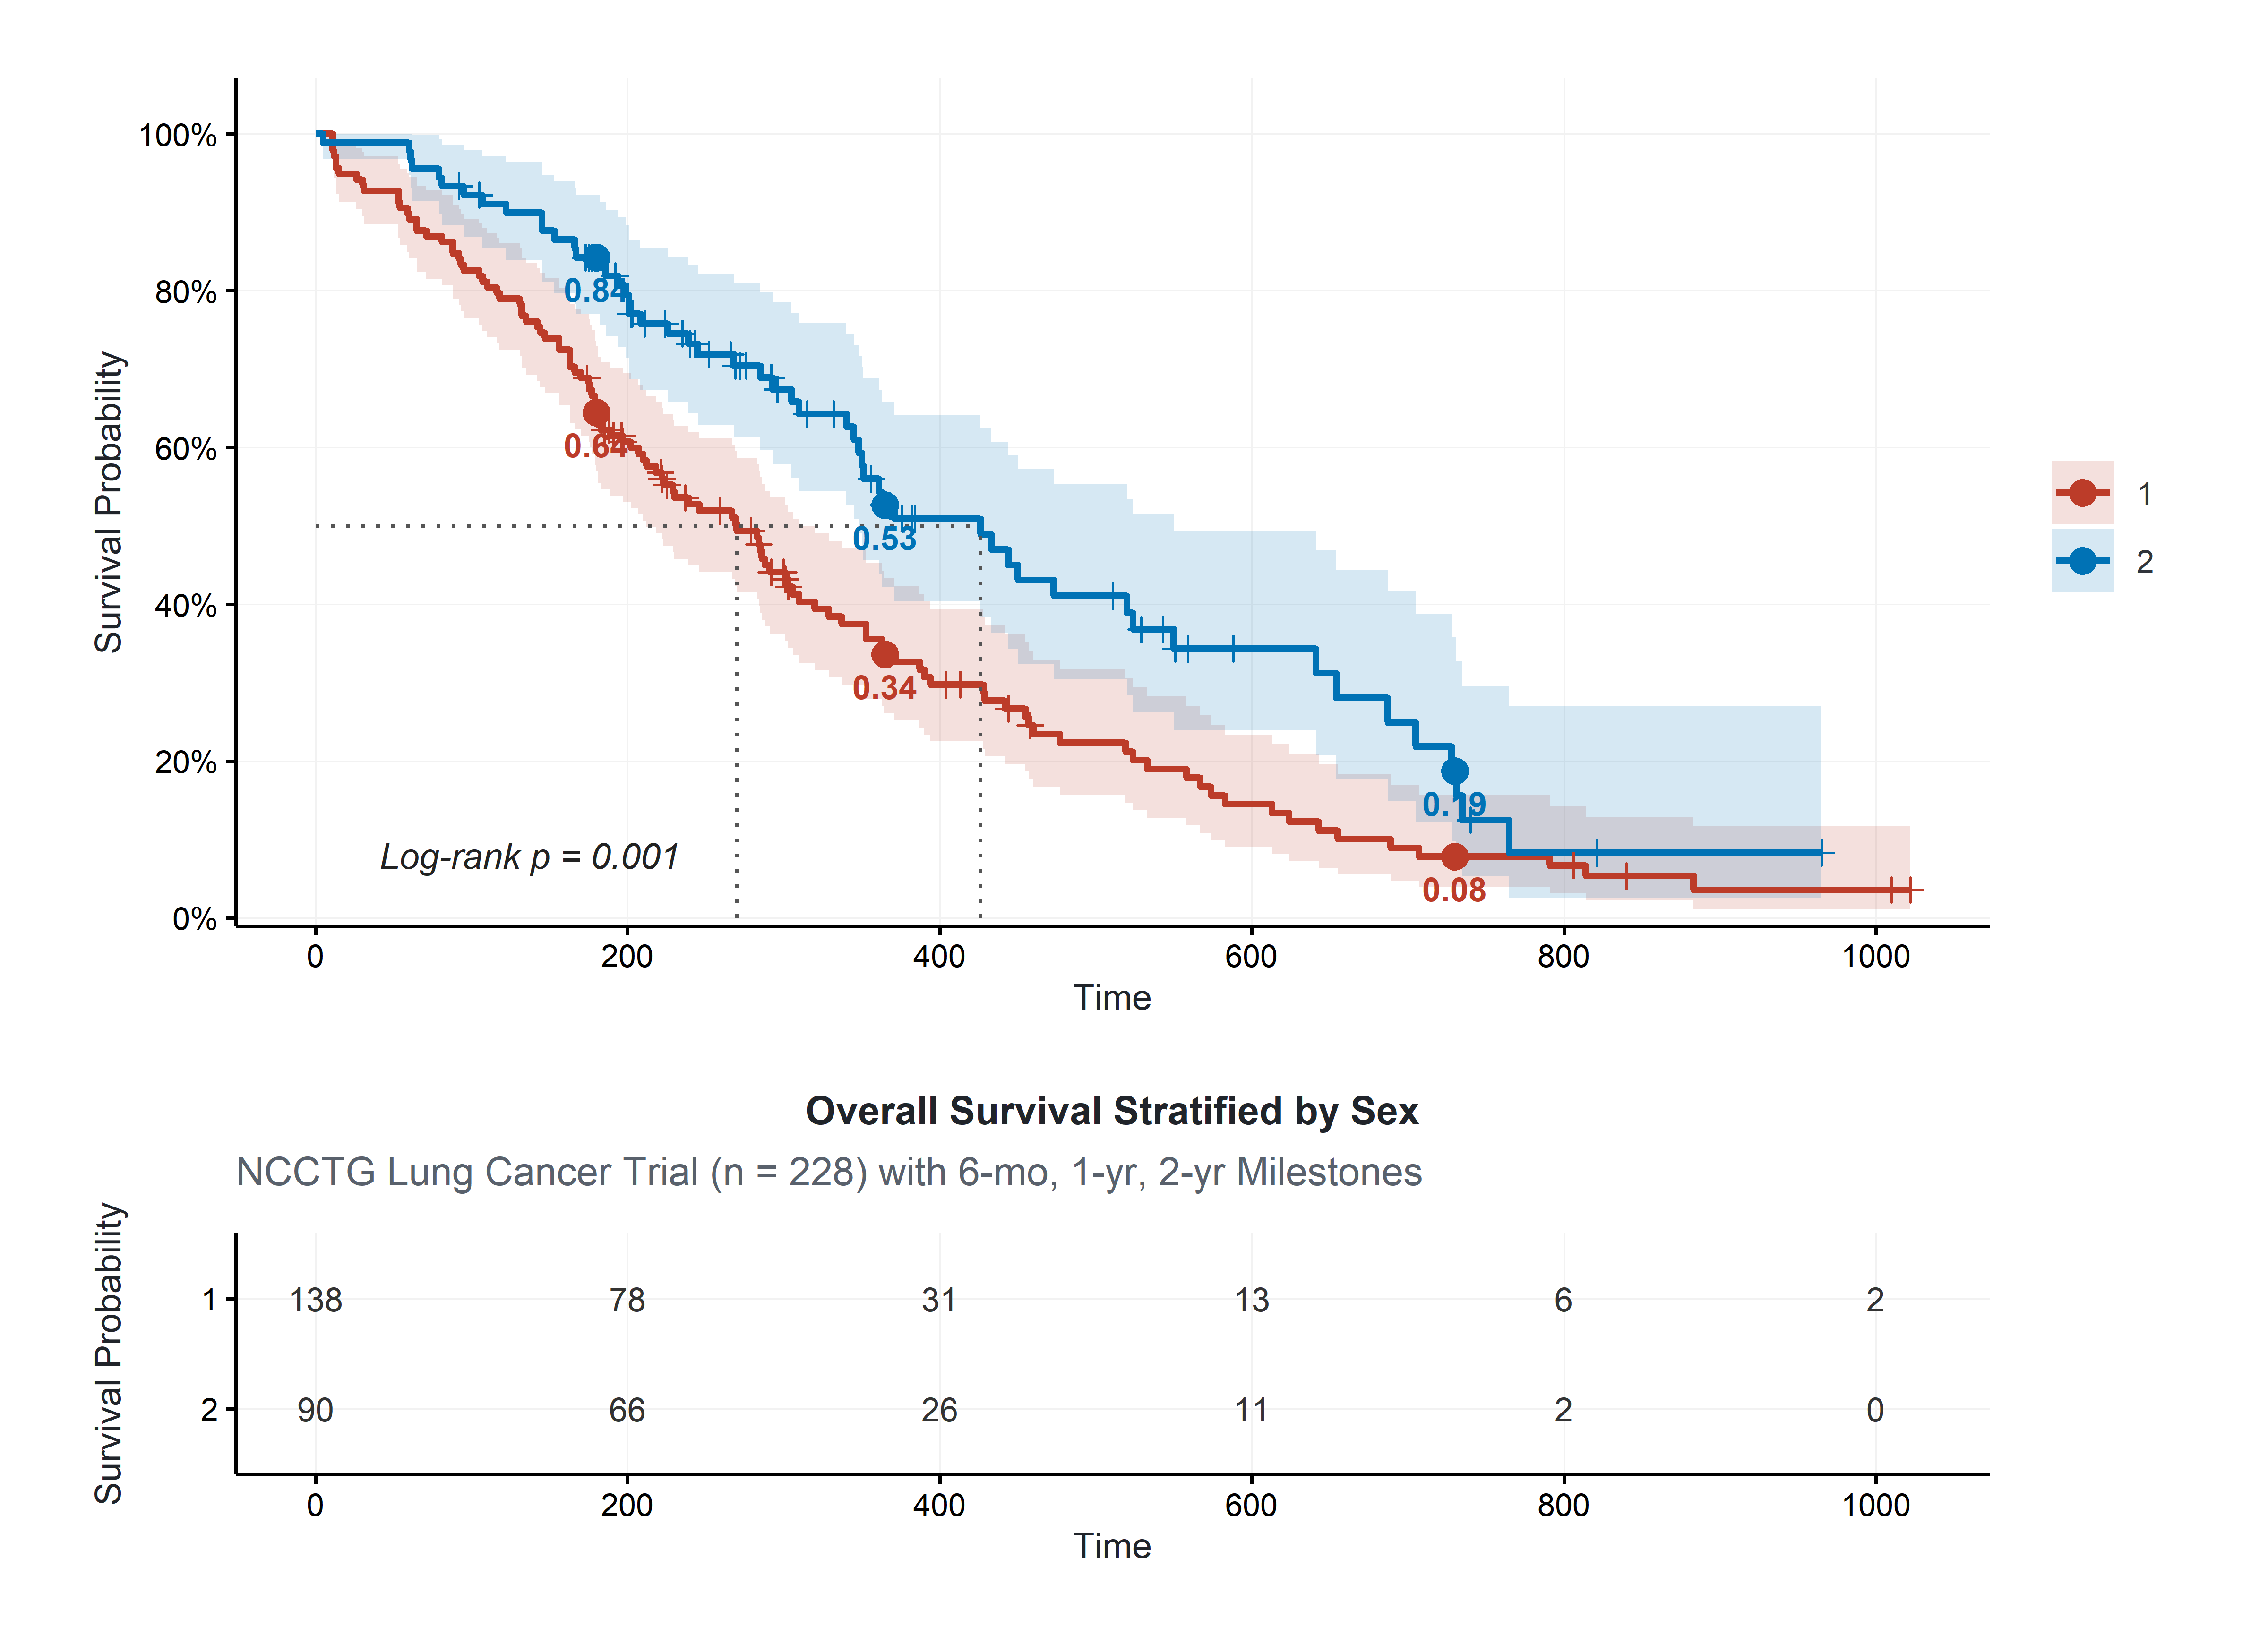 100%
80%
60%
40%
20%
0%
Survival Probability
0.84
0.64
0.53
0.34
0.19
0.08
Log-rank p = 0.001
0 200 400 600 800 1000
Time
1
2
Overall Survival Stratified by Sex
NCCTG Lung Cancer Trial (n = 228) with 6-mo, 1-yr, 2-yr Milestones
Survival Probability
1 138 78 31 13 6 2
2 90 66 26 11 2 0
0 200 400 600 800 1000
Time